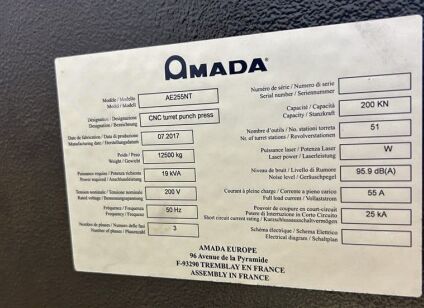 AMADA
Modèle / Modello
Model / Modell
AE255NT
Désignation / Designazione
Designation / Bezeichnung
CNC turret punch press
Date de fabrication / Data di produzione
Manufacturing date / Herstellungsdatum
07.2017
Poids / Peso
Weight / Gewicht
12500 kg
Puissance requise / Potenza richiesta
Power required / Anschlussleistung
19 KVA
Tension nominale / Tensione nominale
Rated voltage / Bemessungsspannung
200 V
Fréquence / Frequenza
Frequency / Frequenz
50 Hz
Nombre de phases / Numero delle fasi
Number of phases / Phasenzahl
3
Numéro de série / Numero di serie
Serial number / Seriennummer
Capacité / Capacità
Capacity / Stanzkraft
200 KN
Nombre d'outils / No. stazioni torretta
Nr. of turret stations / Revolverstationen
51
Puissance laser / Potenza Laser
Laser power / Laserleistung
W
Niveau de bruit / Livello di Rumore
Noise level / Geräuschpegel
95.9 dB(A)
Courant à pleine charge / Corrente a pieno carico
Full load current / Vollaststrom
55 A
Pouvoir de coupure en court-circuit
Potere di Interruzione in Corto Circuito
Short circuit current rating / Kurzschlussausschaltvermögen
25 kA
Schéma électrique / Schema Elettrico
Electrical diagram / Schaltplan
AMADA EUROPE
96 Avenue de la Pyramide
F-93290 TREMBLAY EN FRANCE
ASSEMBLY IN FRANCE